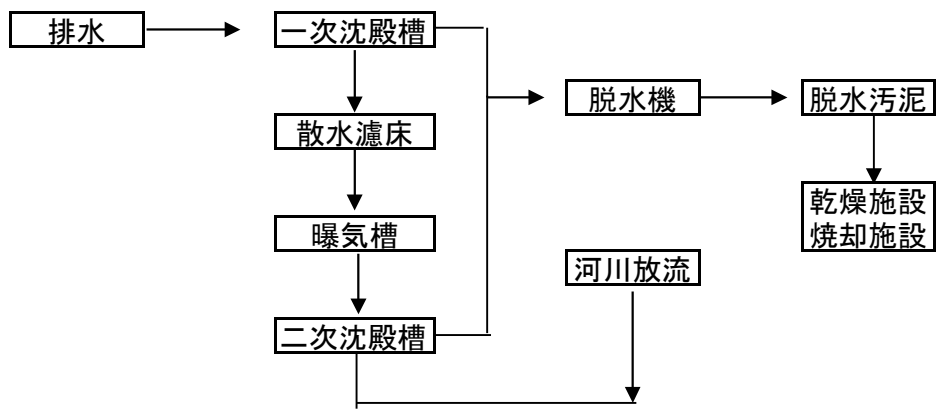 排水
一次沈殿槽
散水濾床
曝気槽
二次沈殿槽
脱水機
脱水汚泥
乾燥施設
焼却施設
河川放流